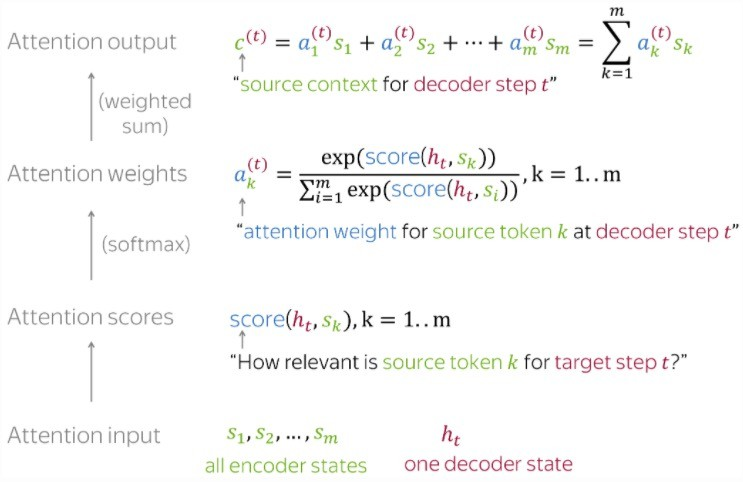 Attention output c^(t) = a_1^(t) s_1 + a_2^(t) s_2 + ⋯ + a_m^(t) s_m = ∑_{k=1}^{m} a_k^(t) s_k
"source context for decoder step t"
(weighted
sum)
Attention weights a_k^(t) = exp(score(h_t, s_k)) / ∑_{i=1}^{m} exp(score(h_t, s_i)), k = 1..m
"attention weight for source token k at decoder step t"
(softmax)
Attention scores score(h_t, s_k), k = 1..m
"How relevant is source token k for target step t?"
Attention input s_1, s_2, …, s_m h_t
all encoder states one decoder state